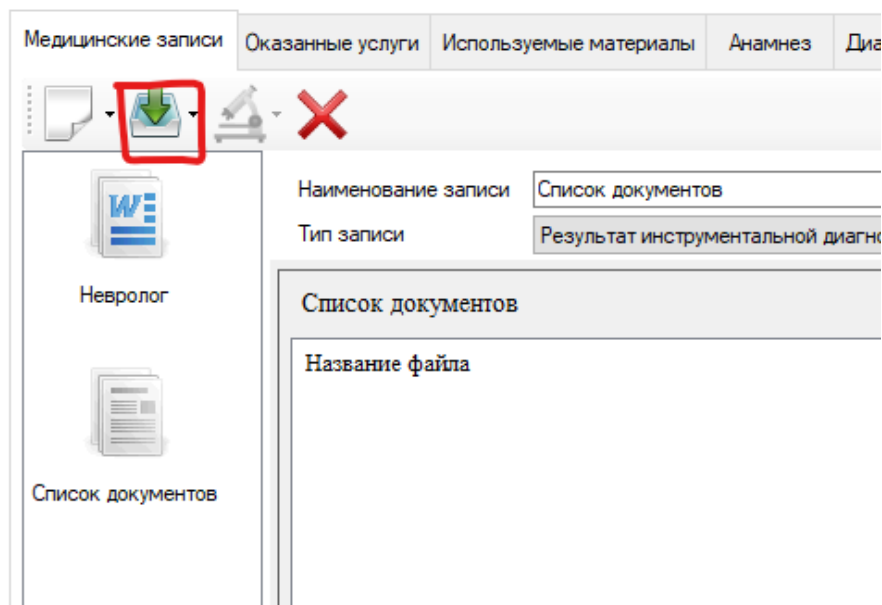 Медицинские записи Оказанные услуги Используемые материалы Анамнез
Наименование записи Список документов
Тип записи Результат инструментальной
Невролог
Список документов
Название файла
Список документов